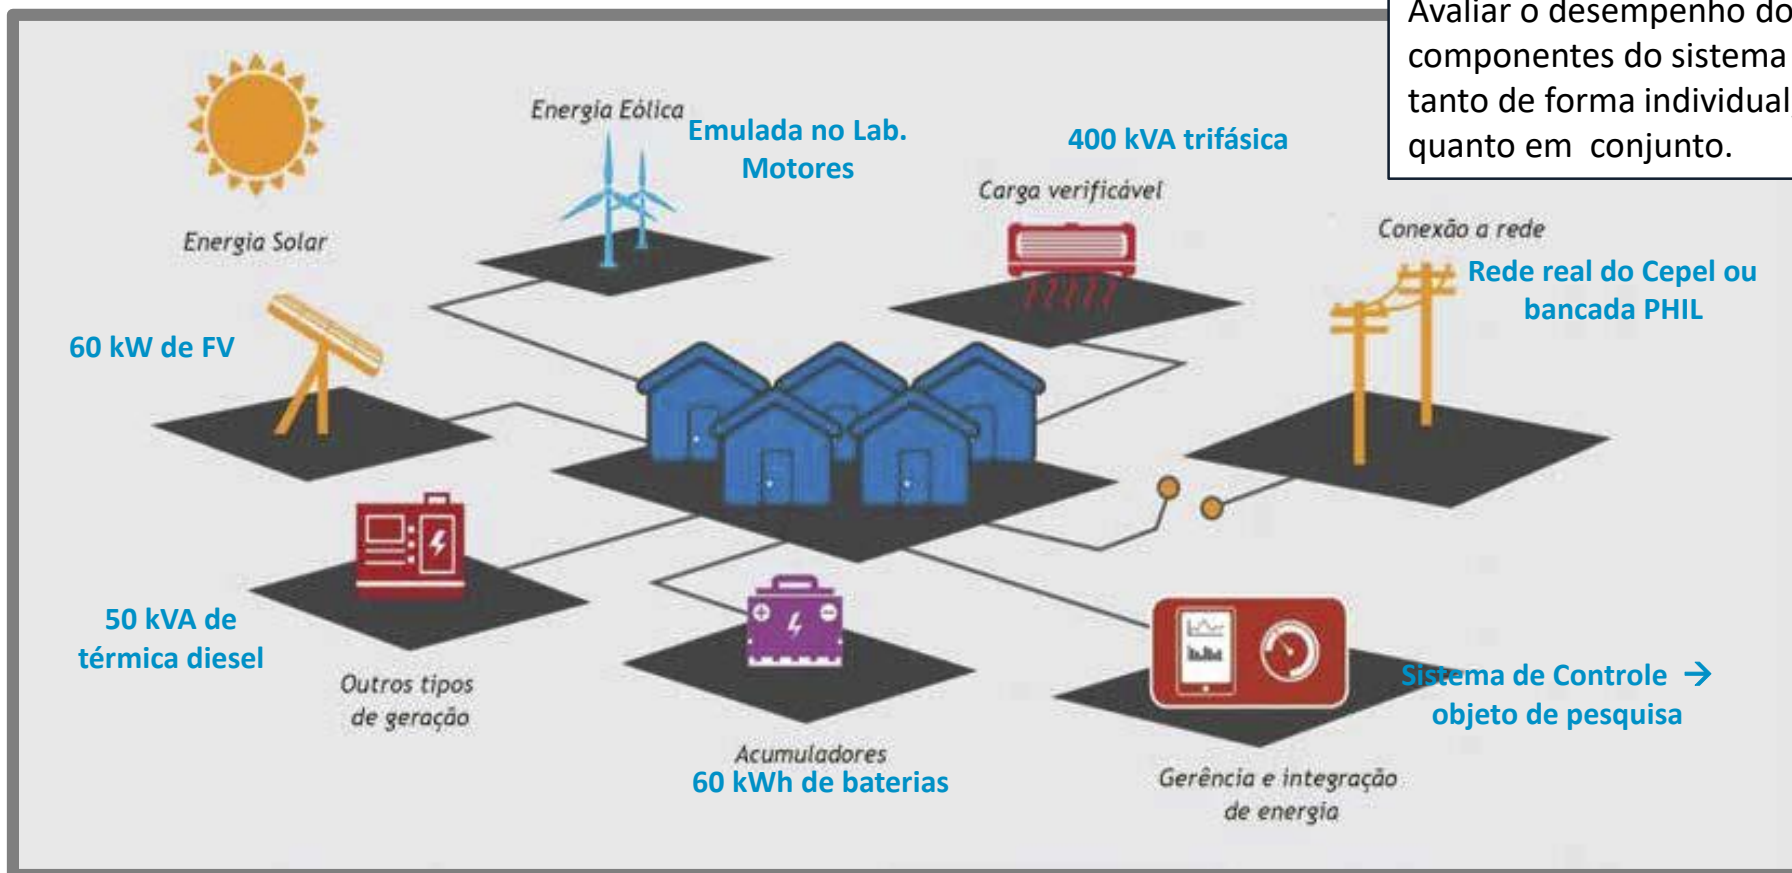 Avaliar o desempenho do
componentes do sistema
tanto de forma individual,
quanto em conjunto.
Energia Eólica
Emulada no Lab.
Motores
400 kVA trifásica
Carga verificável
Energia Solar
Conexão a rede
Rede real do Cepel ou
bancada PHIL
60 kW de FV
50 kVA de
térmica diesel
Outros tipos
de geração
Acumuladores
60 kWh de baterias
Sistema de Controle →
objeto de pesquisa
Gerência e integração
de energia